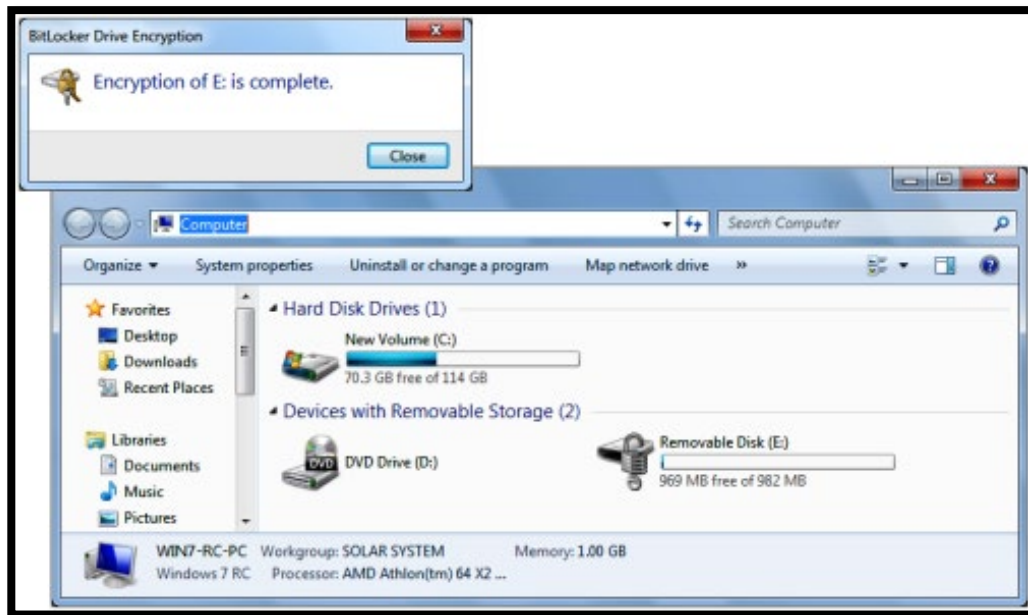 BitLocker Drive Encryption
Encryption of E: is complete.
Close
Computer
Search Computer
Organize
System properties
Uninstall or change a program
Map network drive
»
Favorites
Desktop
Downloads
Recent Places
Libraries
Documents
Music
Pictures
Hard Disk Drives (1)
New Volume (C:)
70.3 GB free of 114 GB
Devices with Removable Storage (2)
DVD
DVD Drive (D:)
Removable Disk (E:)
969 MB free of 982 MB
WIN7-RC-PC Workgroup: SOLAR SYSTEM Memory: 1.00 GB
Windows 7 RC Processor: AMD Athlon(tm) 64 X2 ...